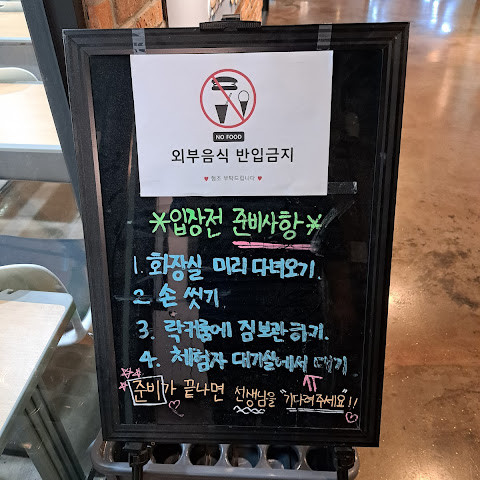 NO FOOD
외부음식 반입금지
♥ 협조 부탁드립니다 ♥
*입장전 준비사항*
1. 화장실 미리 다녀오기.
2. 손 씻기.
3. 락커룸에 짐 보관하기.
4. 체험자 대기실에서 대기
준비가 끝나면 선생님을 "기다려주세요"!!